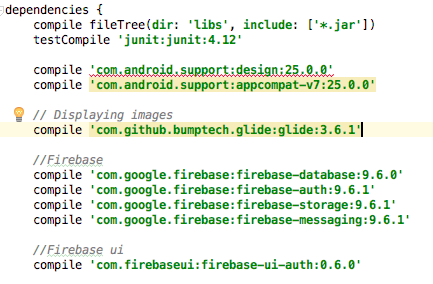 dependencies {
compile fileTree(dir: 'libs', include: ['*.jar'])
testCompile 'junit:junit:4.12'
compile 'com.android.support:design:25.0.0'
compile 'com.android.support:appcompat-v7:25.0.0'
// Displaying images
compile 'com.github.bumptech.glide:glide:3.6.1'
//Firebase
compile 'com.google.firebase:firebase-database:9.6.0'
compile 'com.google.firebase:firebase-auth:9.6.1'
compile 'com.google.firebase:firebase-storage:9.6.1'
compile 'com.google.firebase:firebase-messaging:9.6.1'
//Firebase ui
compile 'com.firebaseui:firebase-ui-auth:0.6.0'